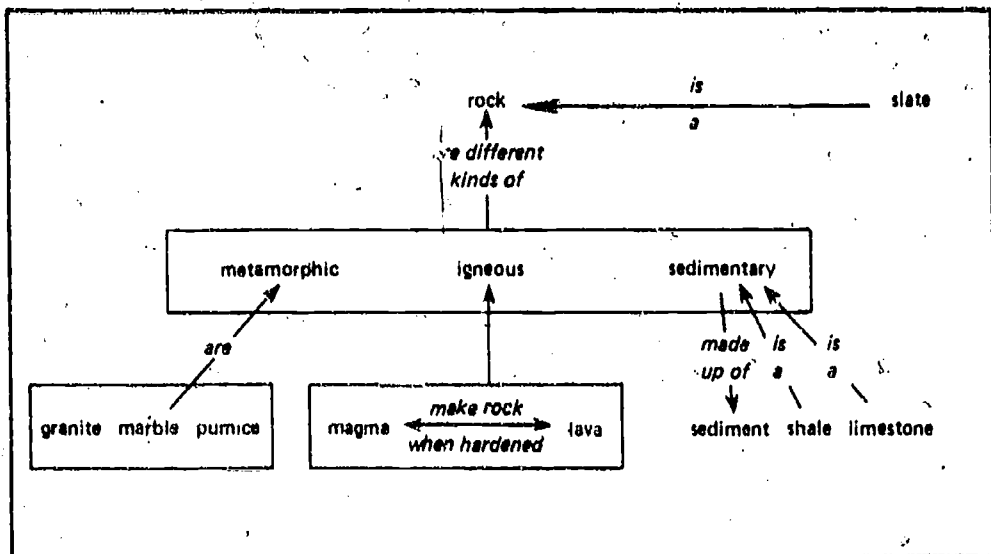 is
rock slate
a
different
kinds of
metamorphic igneous sedimentary
are
made is is
up of a a
granite marble pumice
magma make rock lava
when hardened
sediment shale limestone